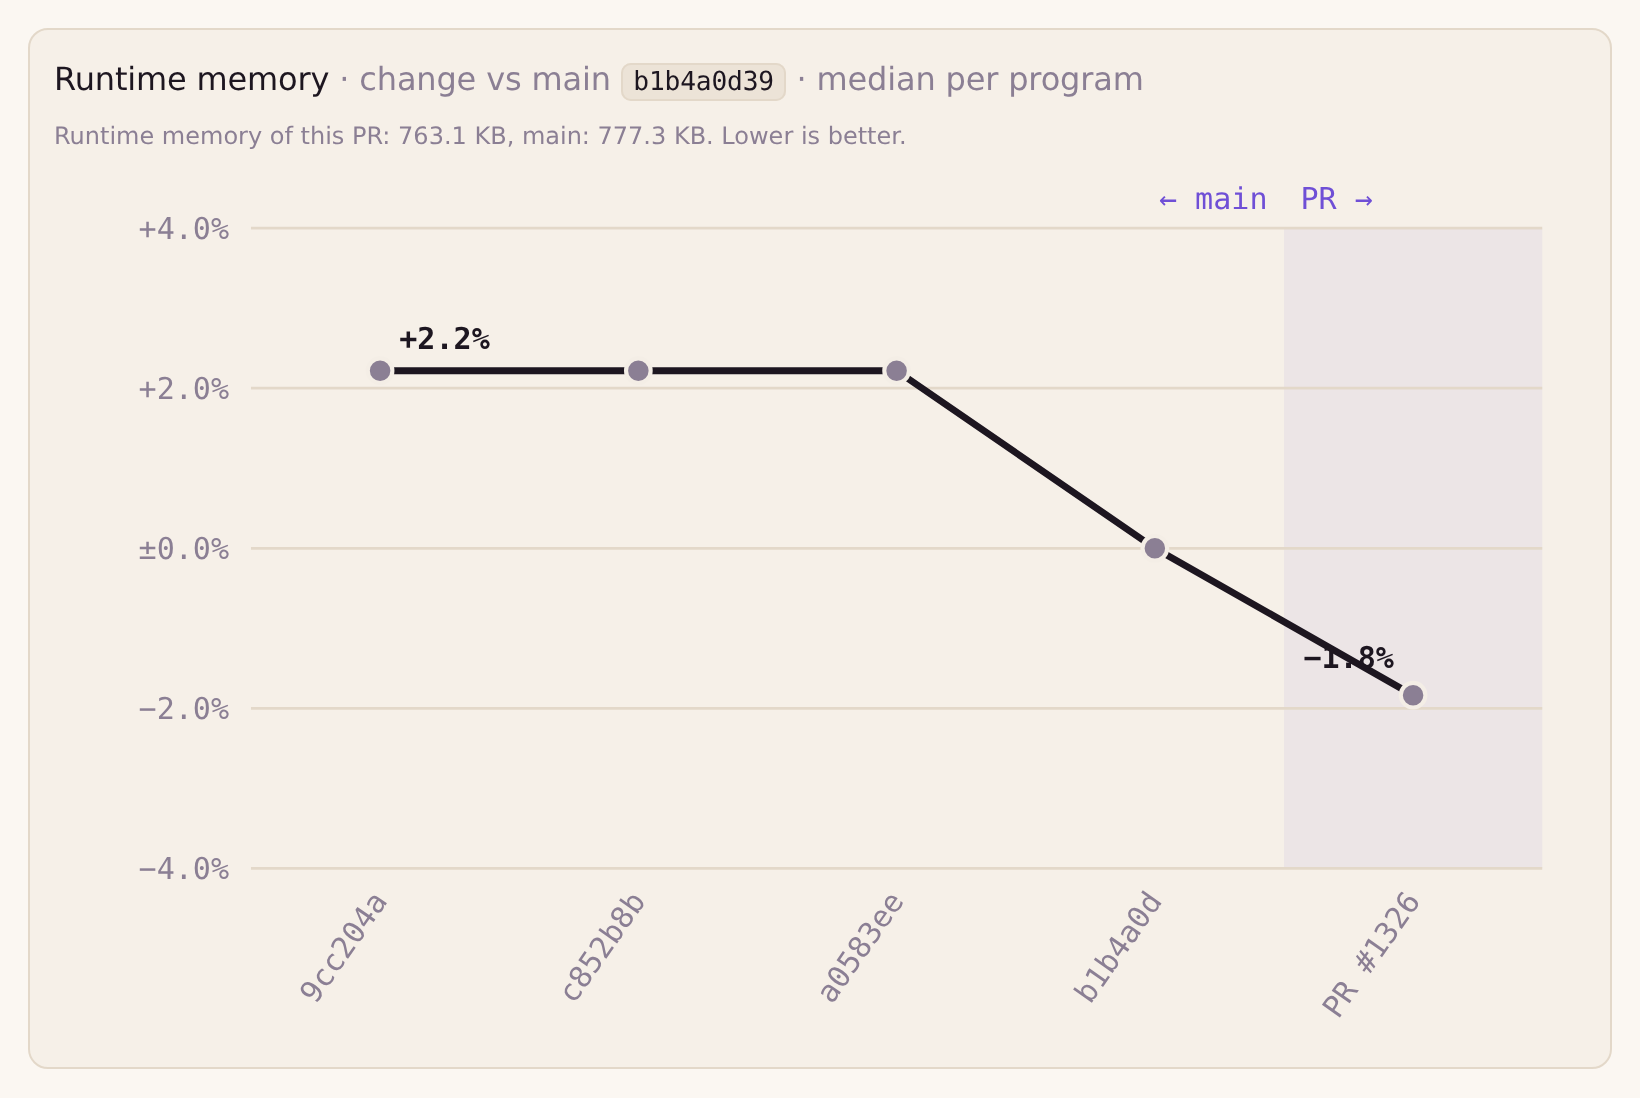 Runtime memory · change vs main b1b4a0d39 · median per program
Runtime memory of this PR: 763.1 KB, main: 777.3 KB. Lower is better.
← main PR →
+4.0%
+2.2%
+2.0%
±0.0%
−1.8%
−2.0%
−4.0%
9cc204a
c852b8b
a0583ee
b1b4a0d
PR #1326